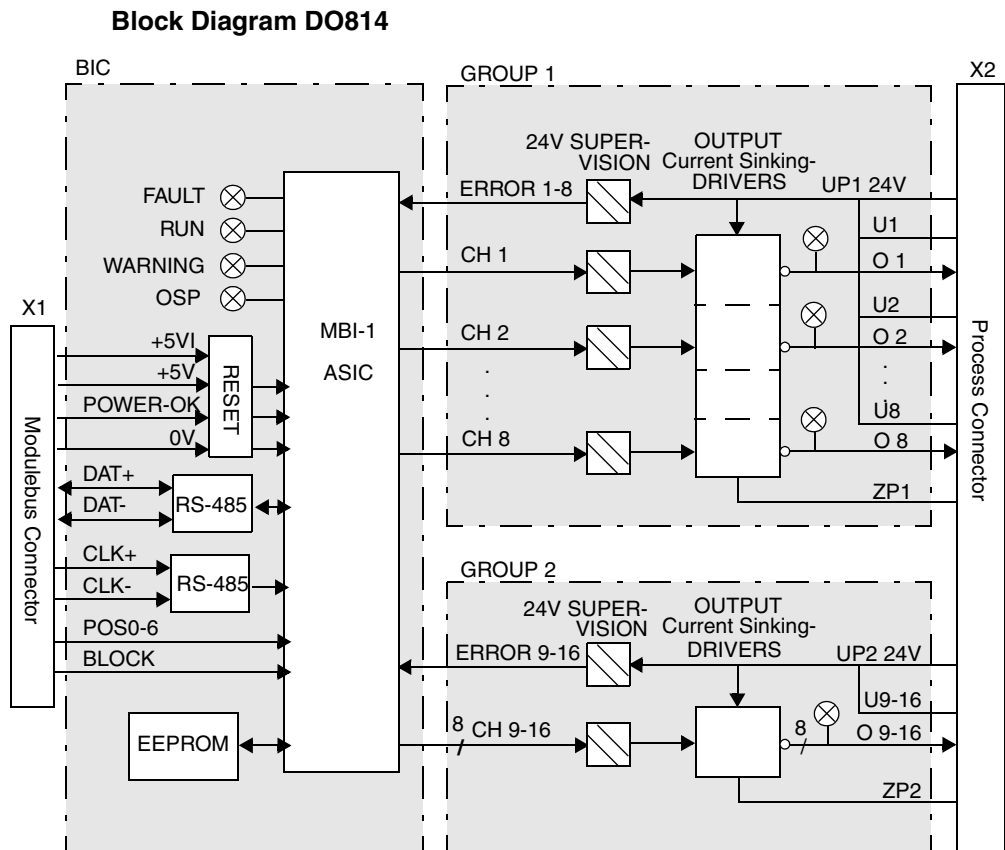 Block Diagram DO814
BIC
GROUP 1
X2
24V SUPER-
VISION
OUTPUT
Current Sinking-
DRIVERS
FAULT
RUN
WARNING
OSP
ERROR 1-8
UP1 24V
U1
CH 1
O 1
X1
MBI-1
ASIC
U2
CH 2
O 2
.
.
.
.
.
.
U8
CH 8
O 8
ZP1
+5VI
+5V
POWER-OK
0V
RESET
DAT+
DAT-
RS-485
CLK+
CLK-
RS-485
POS0-6
BLOCK
EEPROM
Modulebus Connector
Process Connector
GROUP 2
24V SUPER-
VISION
OUTPUT
Current Sinking-
DRIVERS
ERROR 9-16
UP2 24V
U9-16
8
CH 9-16
8
O 9-16
ZP2